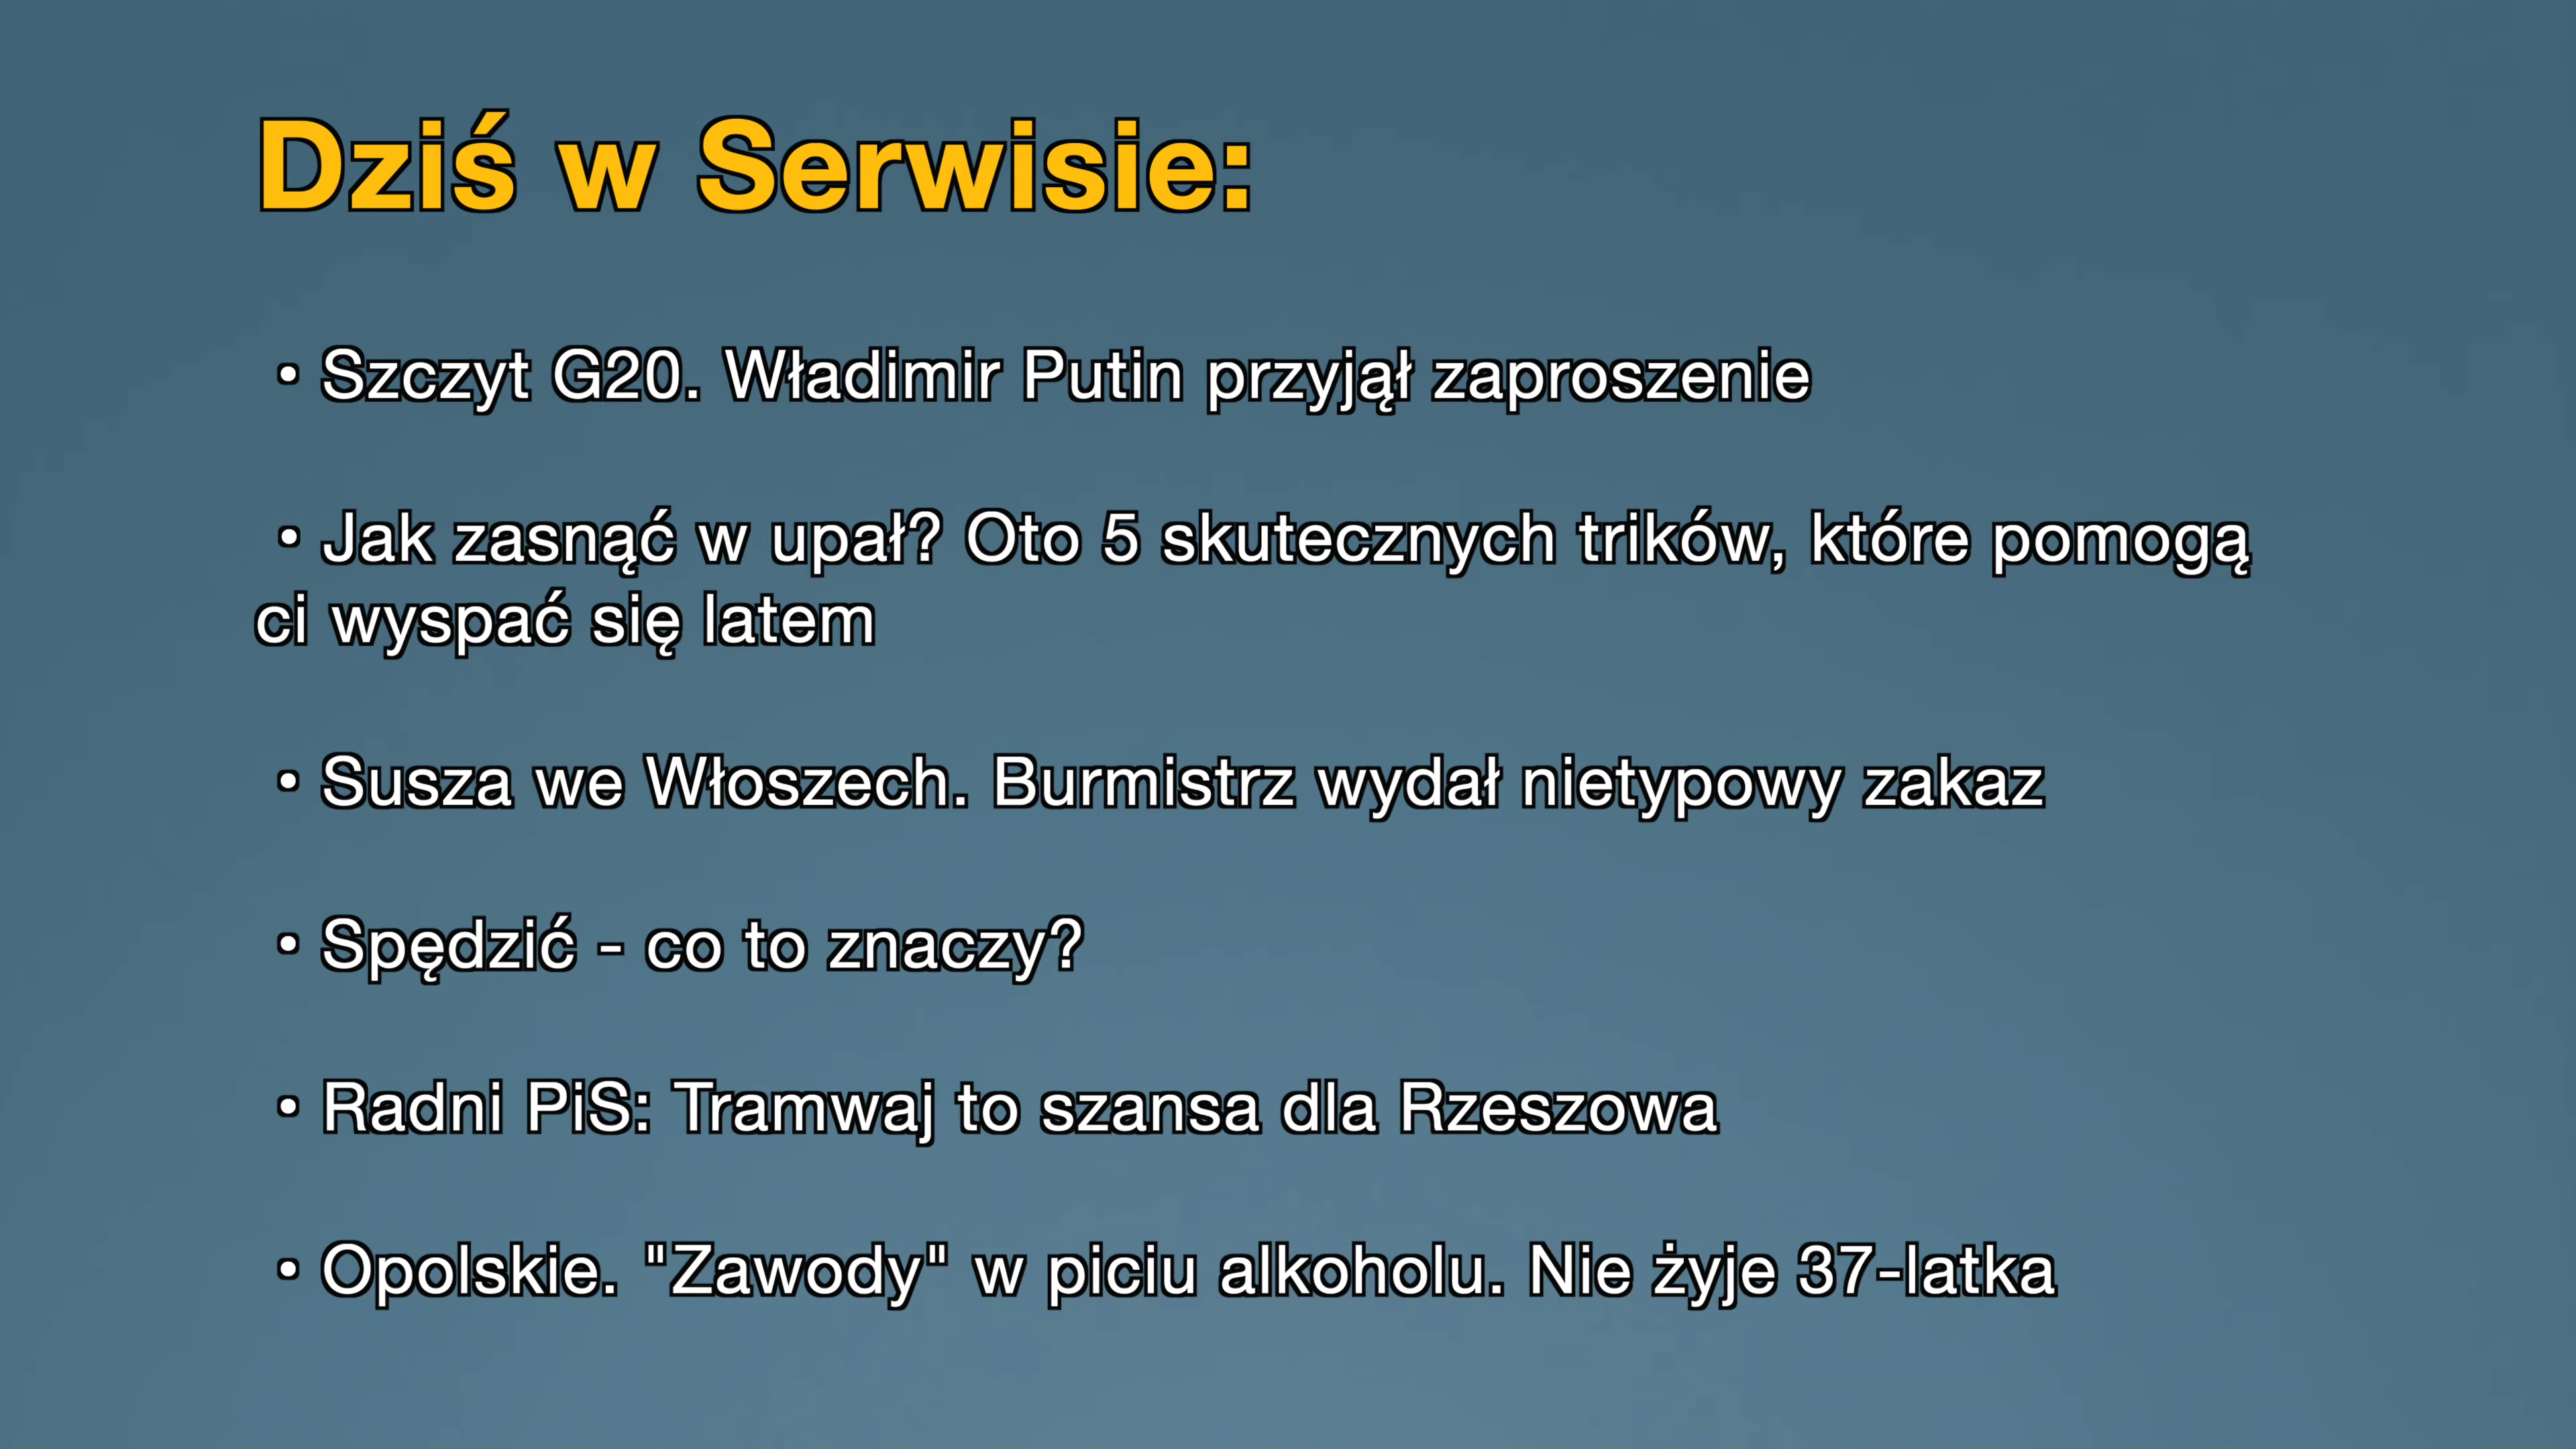 Dziś w Serwisie:
• Szczyt G20. Władimir Putin przyjął zaproszenie
• Jak zasnąć w upał? Oto 5 skutecznych trików, które pomogą
ci wyspać się latem
• Susza we Włoszech. Burmistrz wydał nietypowy zakaz
• Spędzić - co to znaczy?
• Radni PiS: Tramwaj to szansa dla Rzeszowa
• Opolskie. "Zawody" w piciu alkoholu. Nie żyje 37-latka